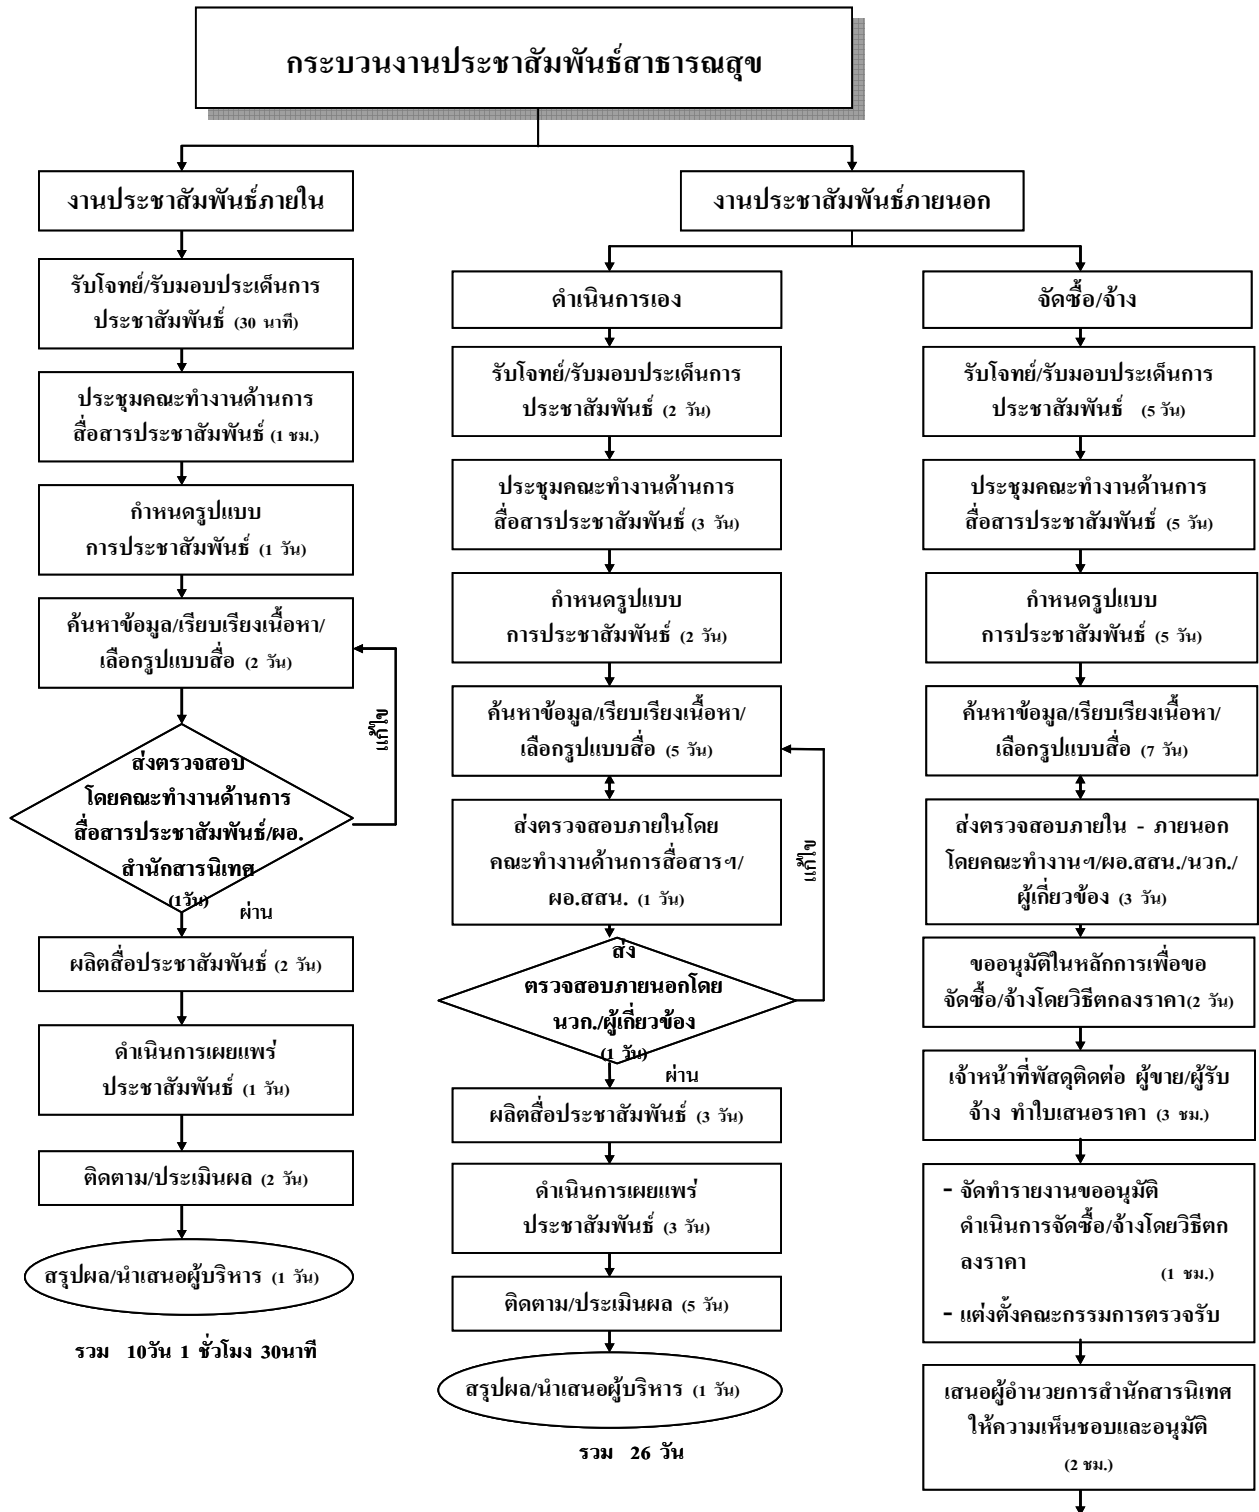 กระบวนงานประชาสัมพันธ์สาธารณสุข
งานประชาสัมพันธ์ภายใน
รับโจทย์/รับมอบประเด็นการ
ประชาสัมพันธ์ (30 นาที)
ประชุมคณะทำงานด้านการ
สื่อสารประชาสัมพันธ์ (1 ชม.)
กำหนดรูปแบบ
การประชาสัมพันธ์ (1 วัน)
ค้นหาข้อมูล/เรียบเรียงเนื้อหา/
เลือกรูปแบบสื่อ (2 วัน)
แก้ไข
ส่งตรวจสอบ
โดยคณะทำงานด้านการ
สื่อสารประชาสัมพันธ์/ผอ.
สำนักสารนิเทศ
(1วัน)
ผ่าน
ผลิตสื่อประชาสัมพันธ์ (2 วัน)
ดำเนินการเผยแพร่
ประชาสัมพันธ์ (1 วัน)
ติดตาม/ประเมินผล (2 วัน)
สรุปผล/นำเสนอผู้บริหาร (1 วัน)
รวม 10วัน 1 ชั่วโมง 30นาที
งานประชาสัมพันธ์ภายนอก
ดำเนินการเอง
รับโจทย์/รับมอบประเด็นการ
ประชาสัมพันธ์ (2 วัน)
ประชุมคณะทำงานด้านการ
สื่อสารประชาสัมพันธ์ (3 วัน)
กำหนดรูปแบบ
การประชาสัมพันธ์ (2 วัน)
ค้นหาข้อมูล/เรียบเรียงเนื้อหา/
เลือกรูปแบบสื่อ (5 วัน)
แก้ไข
ส่งตรวจสอบภายในโดย
คณะทำงานด้านการสื่อสารฯ/
ผอ.สสน. (1 วัน)
ส่ง
ตรวจสอบภายนอกโดย
นวก./ผู้เกี่ยวข้อง
(1 วัน)
ผ่าน
ผลิตสื่อประชาสัมพันธ์ (3 วัน)
ดำเนินการเผยแพร่
ประชาสัมพันธ์ (3 วัน)
ติดตาม/ประเมินผล (5 วัน)
สรุปผล/นำเสนอผู้บริหาร (1 วัน)
รวม 26 วัน
จัดซื้อ/จ้าง
รับโจทย์/รับมอบประเด็นการ
ประชาสัมพันธ์ (5 วัน)
ประชุมคณะทำงานด้านการ
สื่อสารประชาสัมพันธ์ (5 วัน)
กำหนดรูปแบบ
การประชาสัมพันธ์ (5 วัน)
ค้นหาข้อมูล/เรียบเรียงเนื้อหา/
เลือกรูปแบบสื่อ (7 วัน)
ส่งตรวจสอบภายใน - ภายนอก
โดยคณะทำงานฯ/ผอ.สสน./นวก./
ผู้เกี่ยวข้อง (3 วัน)
ขออนุมัติในหลักการเพื่อขอ
จัดซื้อ/จ้างโดยวิธีตกลงราคา(2 วัน)
เจ้าหน้าที่พัสดุติดต่อ ผู้ขาย/ผู้รับ
จ้าง ทำใบเสนอราคา (3 ชม.)
- จัดทำรายงานขออนุมัติ
ดำเนินการจัดซื้อ/จ้างโดยวิธีตก
ลงราคา (1 ชม.)
- แต่งตั้งคณะกรรมการตรวจรับ
เสนอผู้อำนวยการสำนักสารนิเทศ
ให้ความเห็นชอบและอนุมัติ
(2 ชม.)